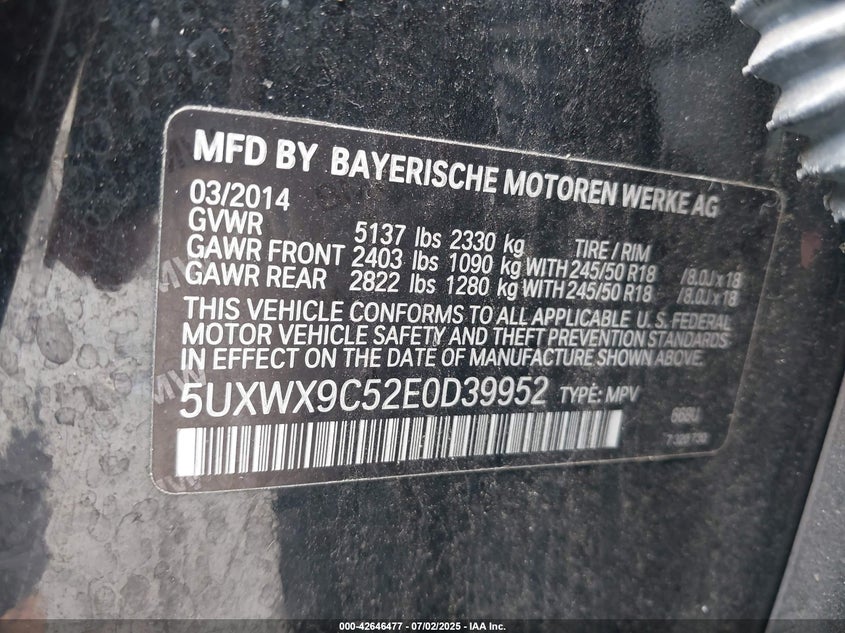 MFD BY BAYERISCHE MOTOREN WERKE AG
03/2014
GVWR 5137 lbs 2330 kg TIRE / RIM
GAWR FRONT 2403 lbs 1090 kg WITH 245/50 R18 /8.0J x 18
GAWR REAR 2822 lbs 1280 kg WITH 245/50 R18 /8.0J x 18
THIS VEHICLE CONFORMS TO ALL APPLICABLE U.S. FEDERAL
MOTOR VEHICLE SAFETY AND THEFT PREVENTION STANDARDS
IN EFFECT ON THE DATE OF MANUFACTURE SHOWN ABOVE.
5UXWX9C52E0D39952 TYPE: MPV
000-42646477 - 07/02/2025 - IAA Inc.